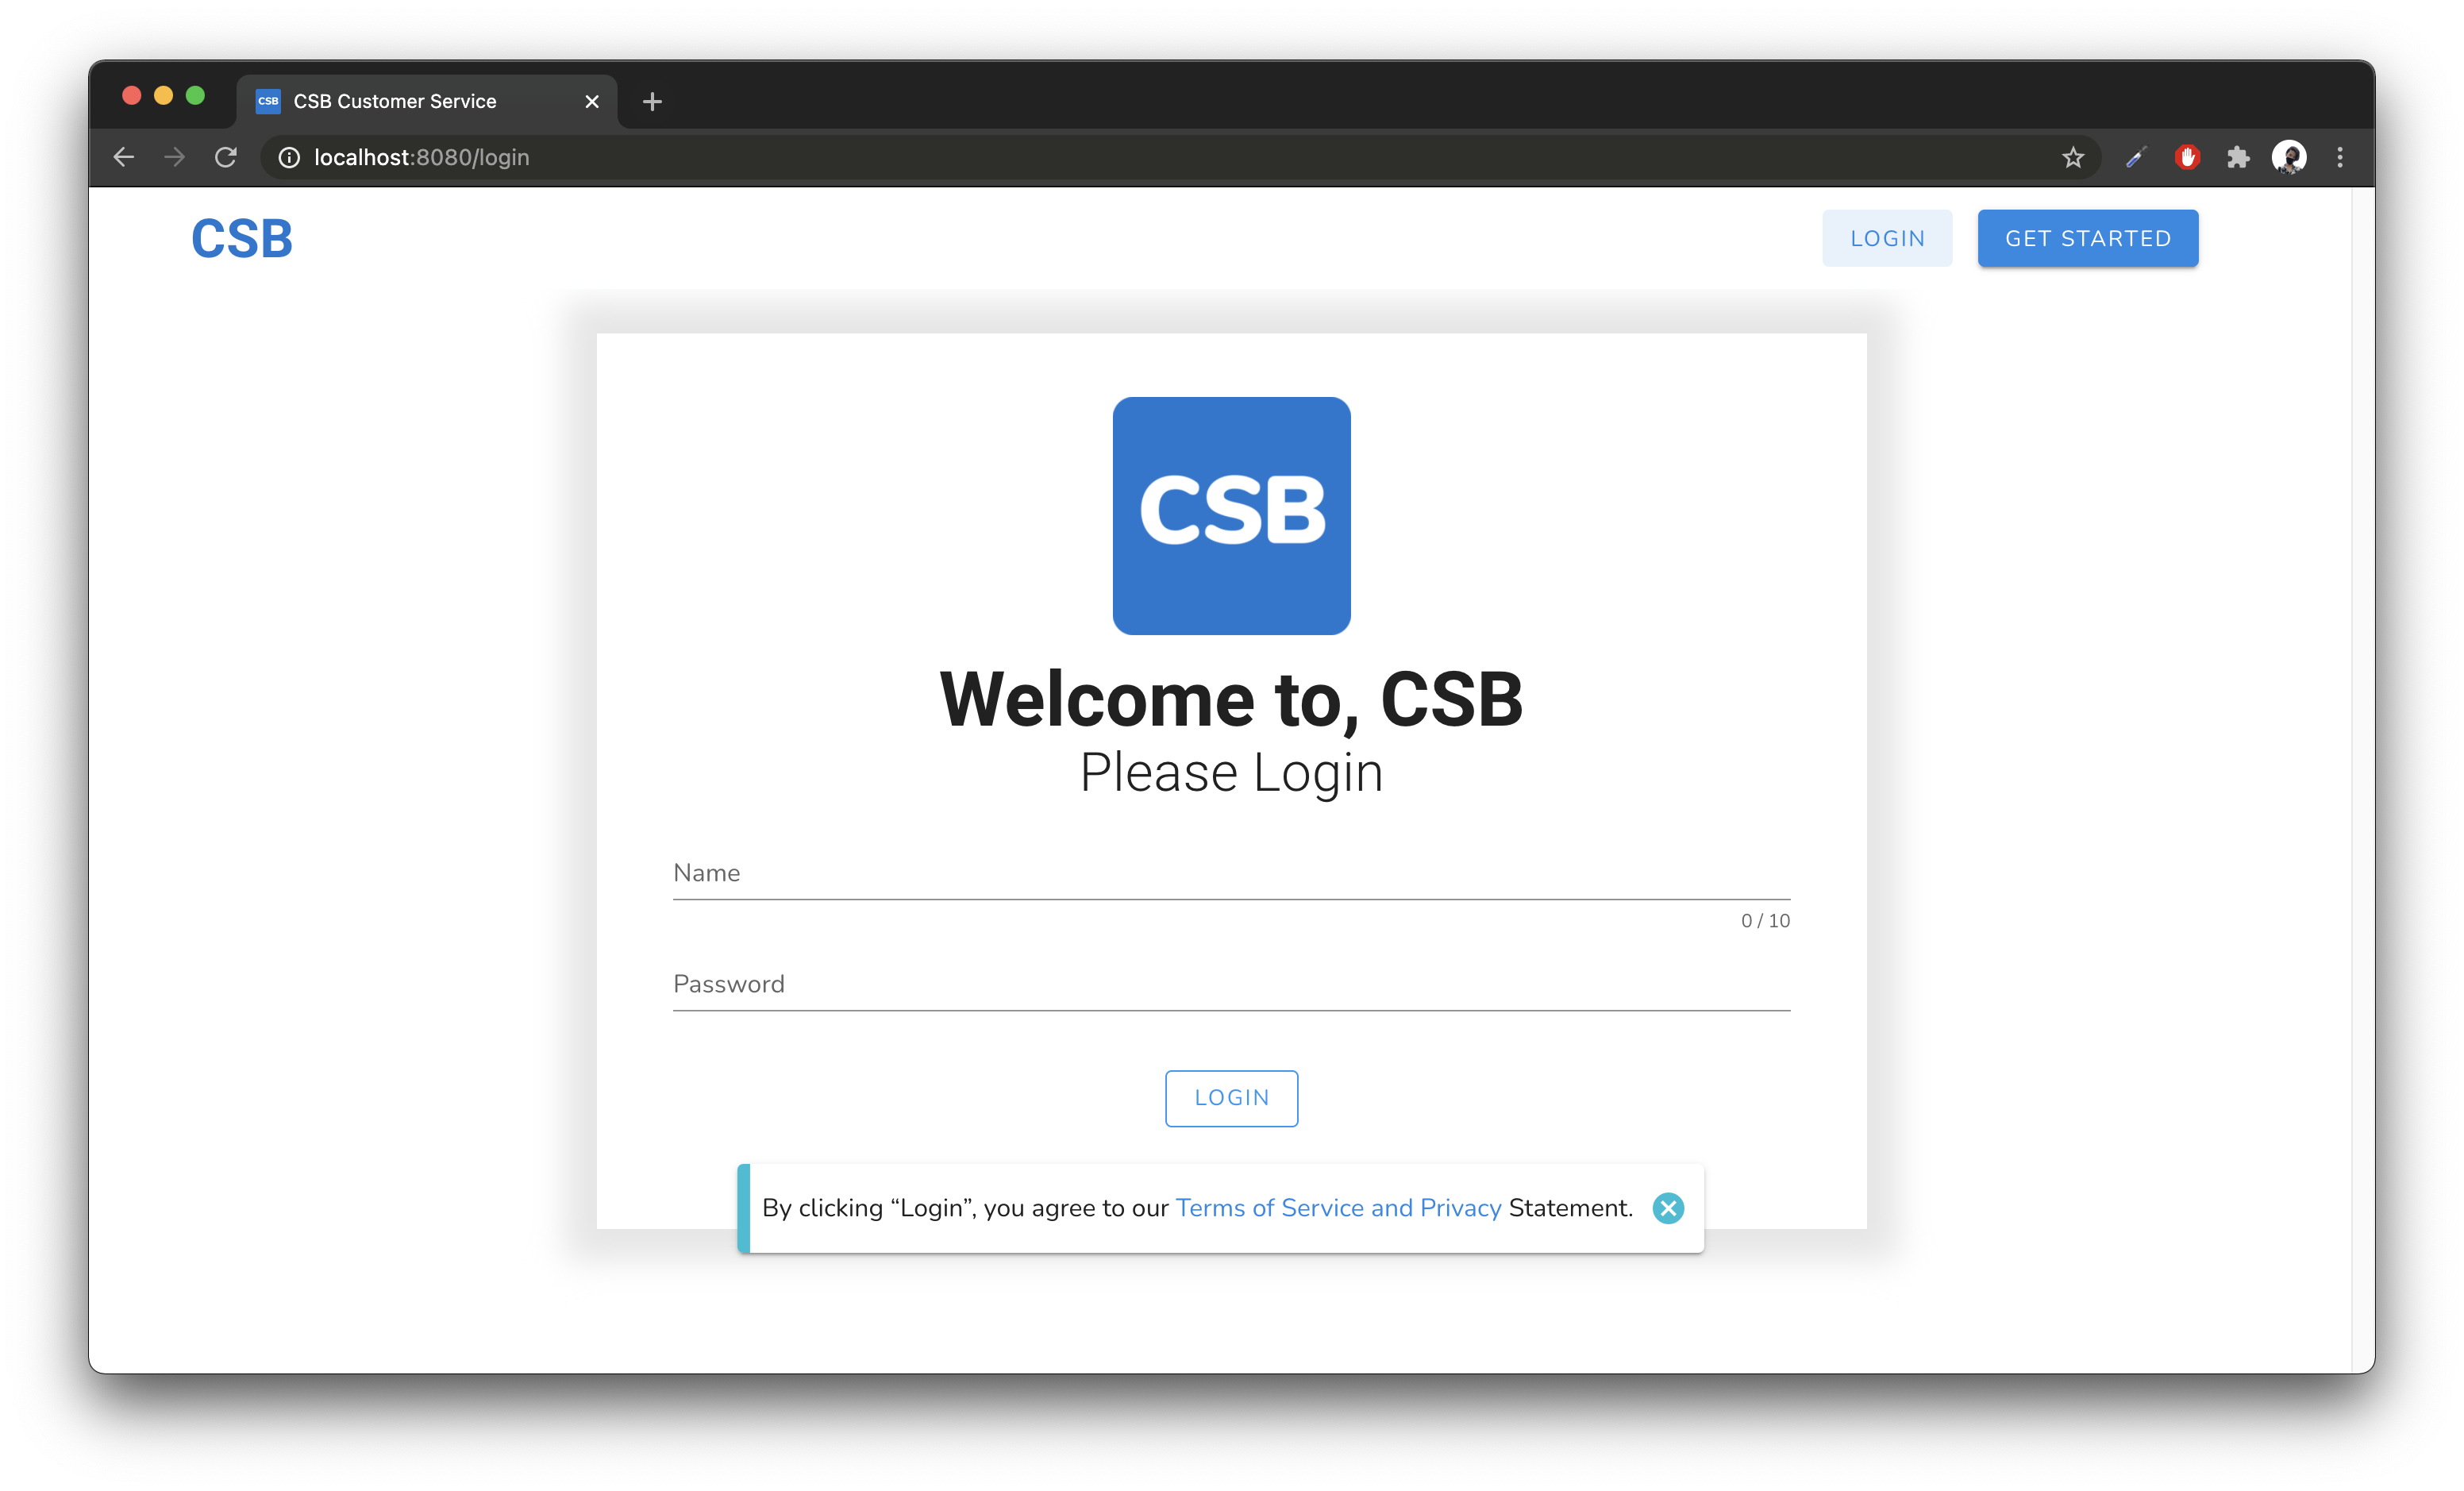 CSB CSB Customer Service
localhost:8080/login
CSB LOGIN GET STARTED
CSB
Welcome to, CSB
Please Login
Name
0 / 10
Password
LOGIN
By clicking “Login”, you agree to our Terms of Service and Privacy Statement.